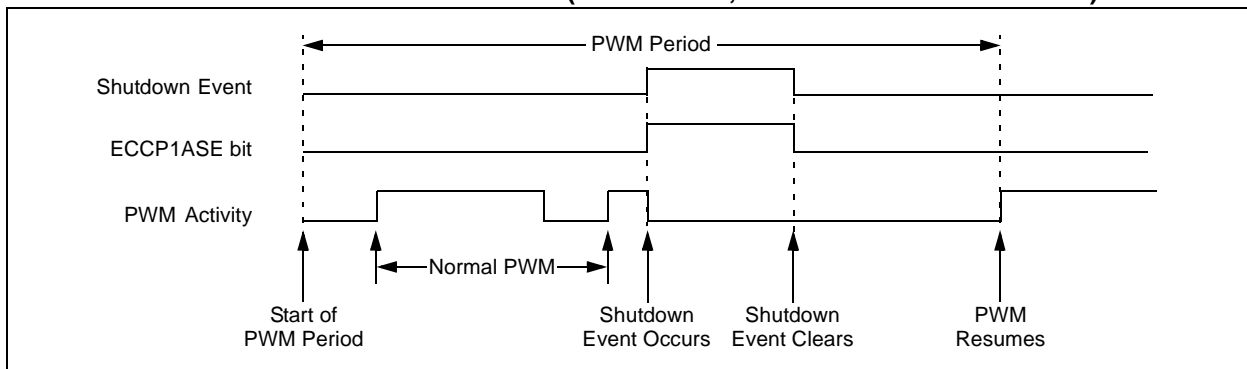 PWM Period
Shutdown Event
ECCP1ASE bit
PWM Activity
Normal PWM
Start of
PWM Period
Shutdown
Event Occurs
Shutdown
Event Clears
PWM
Resumes